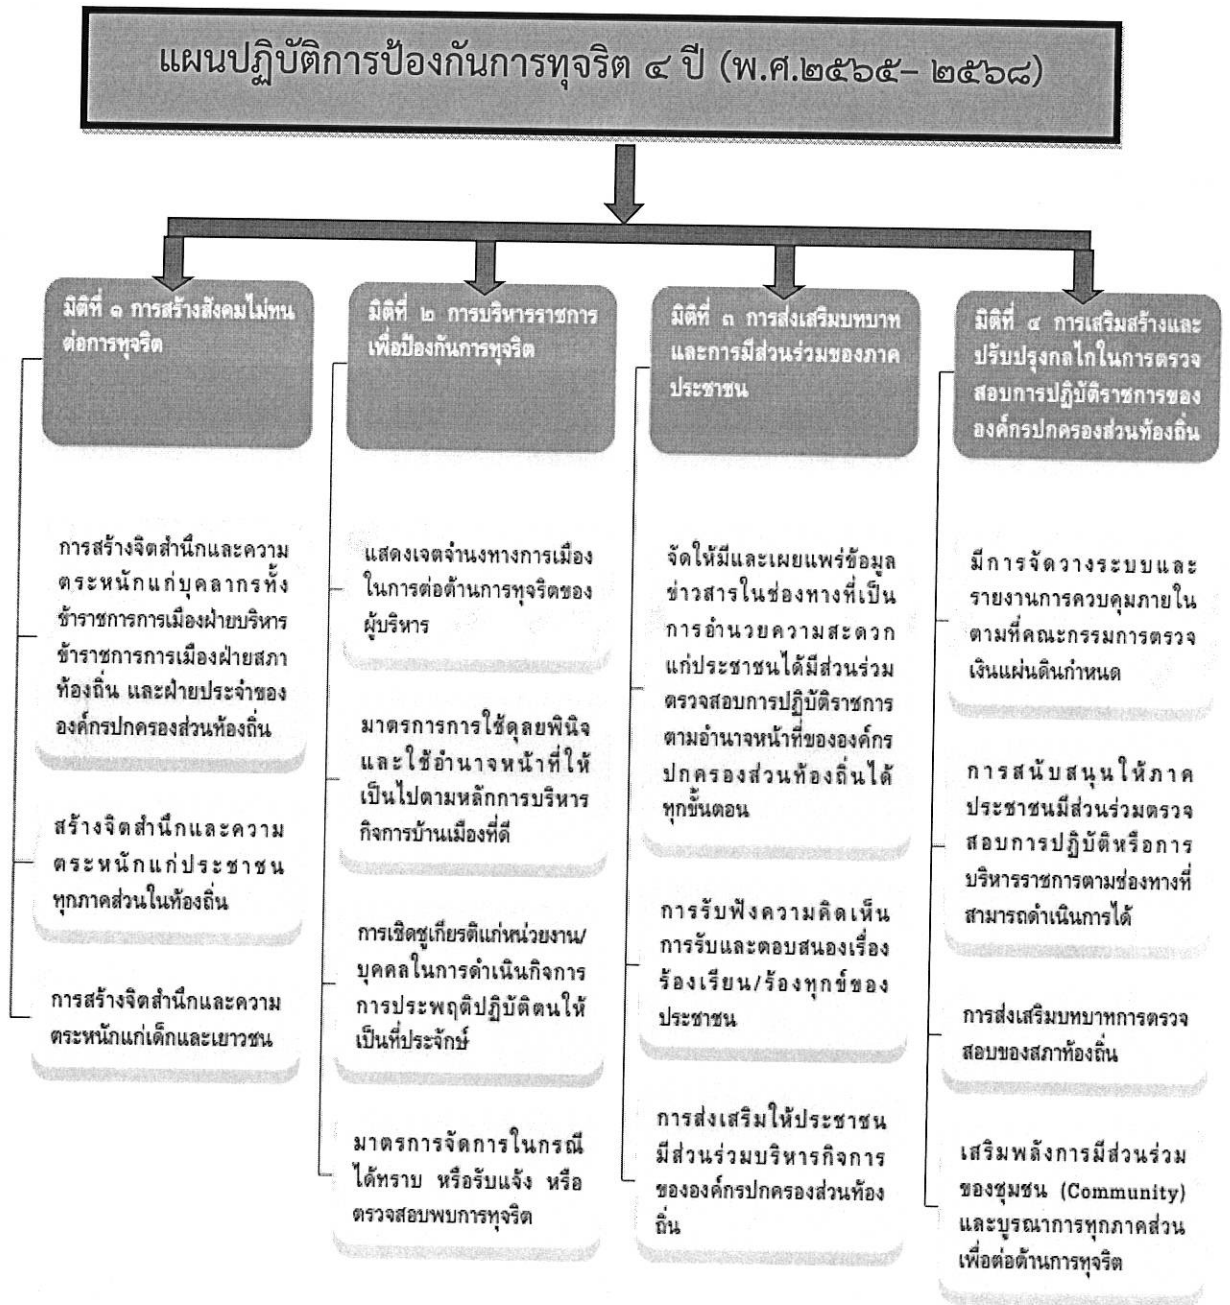 แผนปฏิบัติการป้องกันการทุจริต ๔ ปี (พ.ศ.๒๕๖๕– ๒๕๖๘)
มิติที่ ๑ การสร้างสังคมไม่ทน
ต่อการทุจริต
การสร้างจิตสำนึกและความ
ตระหนักแก่บุคลากรทั้ง
ข้าราชการการเมืองฝ่ายบริหาร
ข้าราชการการเมืองฝ่ายสภา
ท้องถิ่น และฝ่ายประจำของ
องค์กรปกครองส่วนท้องถิ่น
สร้างจิตสำนึกและความ
ตระหนักแก่ประชาชน
ทุกภาคส่วนในท้องถิ่น
การสร้างจิตสำนึกและความ
ตระหนักแก่เด็กและเยาวชน
มิติที่ ๒ การบริหารราชการ
เพื่อป้องกันการทุจริต
แสดงเจตจำนงทางการเมือง
ในการต่อต้านการทุจริตของ
ผู้บริหาร
มาตรการการใช้ดุลยพินิจ
และใช้อำนาจหน้าที่ให้
เป็นไปตามหลักการบริหาร
กิจการบ้านเมืองที่ดี
การเชิดชูเกียรติแก่หน่วยงาน/
บุคคลในการดำเนินกิจการ
การประพฤติปฏิบัติตนให้
เป็นที่ประจักษ์
มาตรการจัดการในกรณี
ได้ทราบ หรือรับแจ้ง หรือ
ตรวจสอบพบการทุจริต
มิติที่ ๓ การส่งเสริมบทบาท
และการมีส่วนร่วมของภาค
ประชาชน
จัดให้มีและเผยแพร่ข้อมูล
ข่าวสารในช่องทางที่เป็น
การอำนวยความสะดวก
แก่ประชาชนได้มีส่วนร่วม
ตรวจสอบการปฏิบัติราชการ
ตามอำนาจหน้าที่ขององค์กร
ปกครองส่วนท้องถิ่นได้
ทุกขั้นตอน
การรับฟังความคิดเห็น
การรับและตอบสนองเรื่อง
ร้องเรียน/ร้องทุกข์ของ
ประชาชน
การส่งเสริมให้ประชาชน
มีส่วนร่วมบริหารกิจการ
ขององค์กรปกครองส่วนท้อง
ถิ่น
มิติที่ ๔ การเสริมสร้างและ
ปรับปรุงกลไกในการตรวจ
สอบการปฏิบัติราชการของ
องค์กรปกครองส่วนท้องถิ่น
มีการจัดวางระบบและ
รายงานการควบคุมภายใน
ตามที่คณะกรรมการตรวจ
เงินแผ่นดินกำหนด
การสนับสนุนให้ภาค
ประชาชนมีส่วนร่วมตรวจ
สอบการปฏิบัติหรือการ
บริหารราชการตามช่องทางที่
สามารถดำเนินการได้
การส่งเสริมบทบาทการตรวจ
สอบของสภาท้องถิ่น
เสริมพลังการมีส่วนร่วม
ของชุมชน (Community)
และบูรณาการทุกภาคส่วน
เพื่อต่อต้านการทุจริต